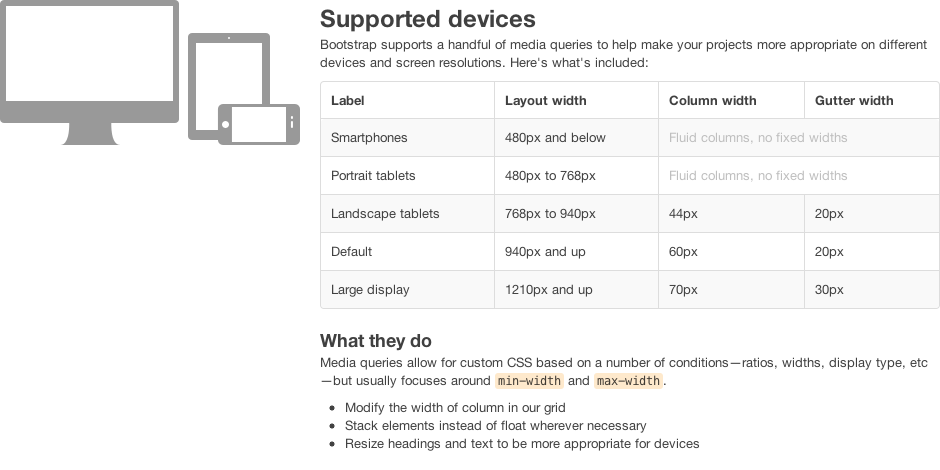 Supported devices
Bootstrap supports a handful of media queries to help make your projects more appropriate on different
devices and screen resolutions. Here's what's included:
Label Layout width Column width Gutter width
Smartphones 480px and below Fluid columns, no fixed widths
Portrait tablets 480px to 768px Fluid columns, no fixed widths
Landscape tablets 768px to 940px 44px 20px
Default 940px and up 60px 20px
Large display 1210px and up 70px 30px
What they do
Media queries allow for custom CSS based on a number of conditions—ratios, widths, display type, etc
—but usually focuses around min-width and max-width.
• Modify the width of column in our grid
• Stack elements instead of float wherever necessary
• Resize headings and text to be more appropriate for devices